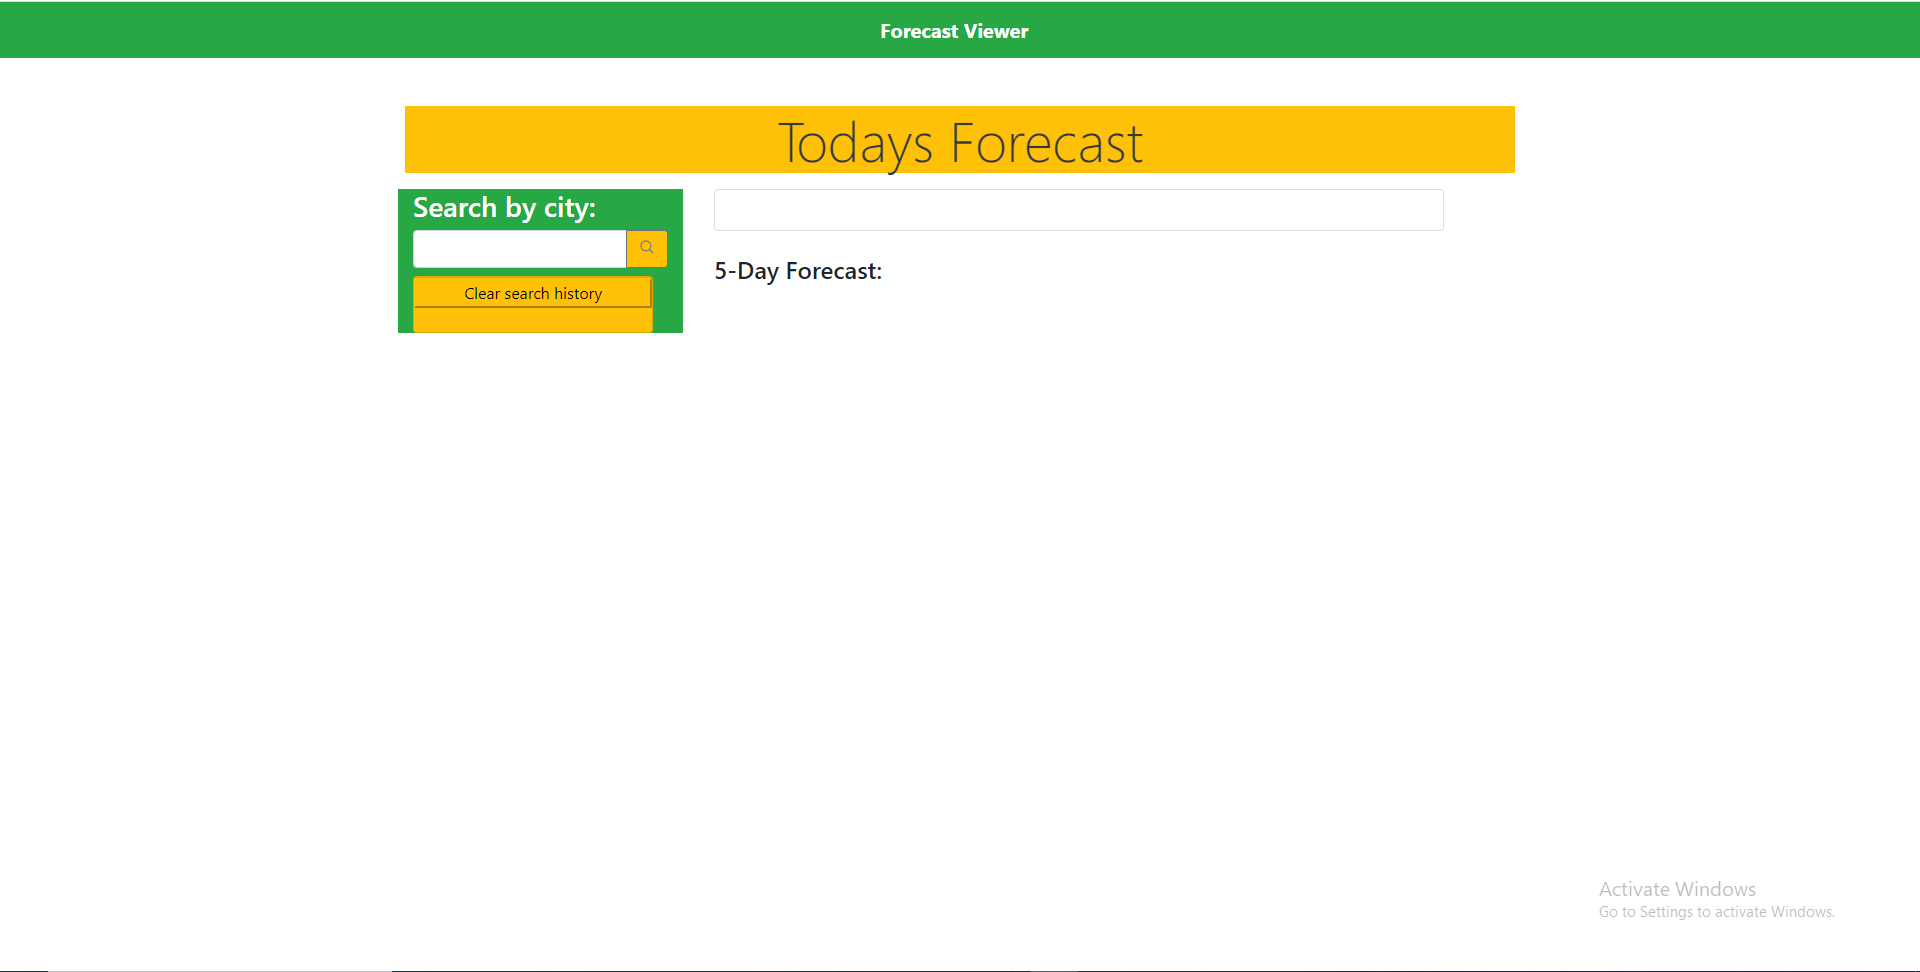 Forecast Viewer
Todays Forecast
Search by city:
Clear search history
5-Day Forecast:
Activate Windows
Go to Settings to activate Windows.